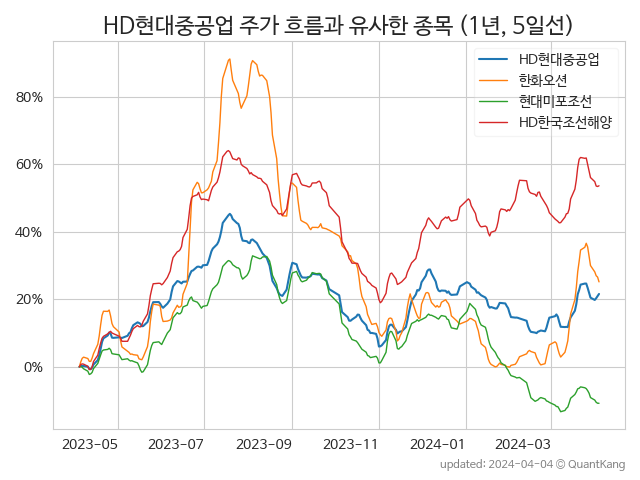 HD현대중공업 주가 흐름과 유사한 종목 (1년, 5일선)
HD현대중공업
한화오션
현대미포조선
HD한국조선해양
80%
60%
40%
20%
0%
2023-05 2023-07 2023-09 2023-11 2024-01 2024-03
updated: 2024-04-04 © QuantKang